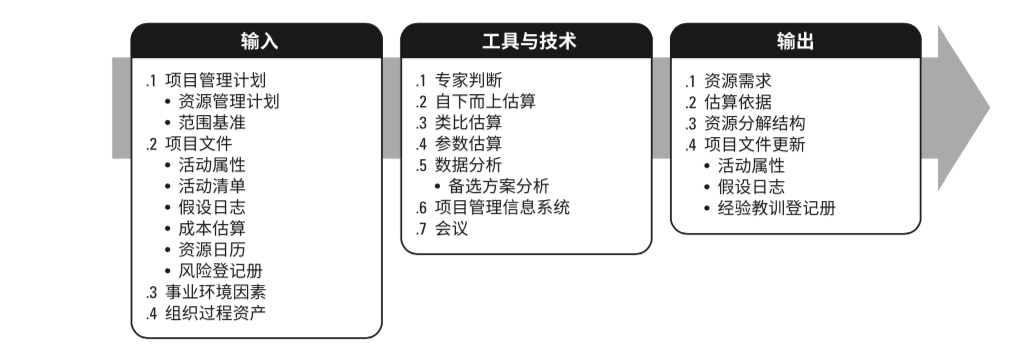 输入
.1 项目管理计划
• 资源管理计划
• 范围基准
.2 项目文件
• 活动属性
• 活动清单
• 假设日志
• 成本估算
• 资源日历
• 风险登记册
.3 事业环境因素
.4 组织过程资产
工具与技术
.1 专家判断
.2 自下而上估算
.3 类比估算
.4 参数估算
.5 数据分析
• 备选方案分析
.6 项目管理信息系统
.7 会议
输出
.1 资源需求
.2 估算依据
.3 资源分解结构
.4 项目文件更新
• 活动属性
• 假设日志
• 经验教训登记册